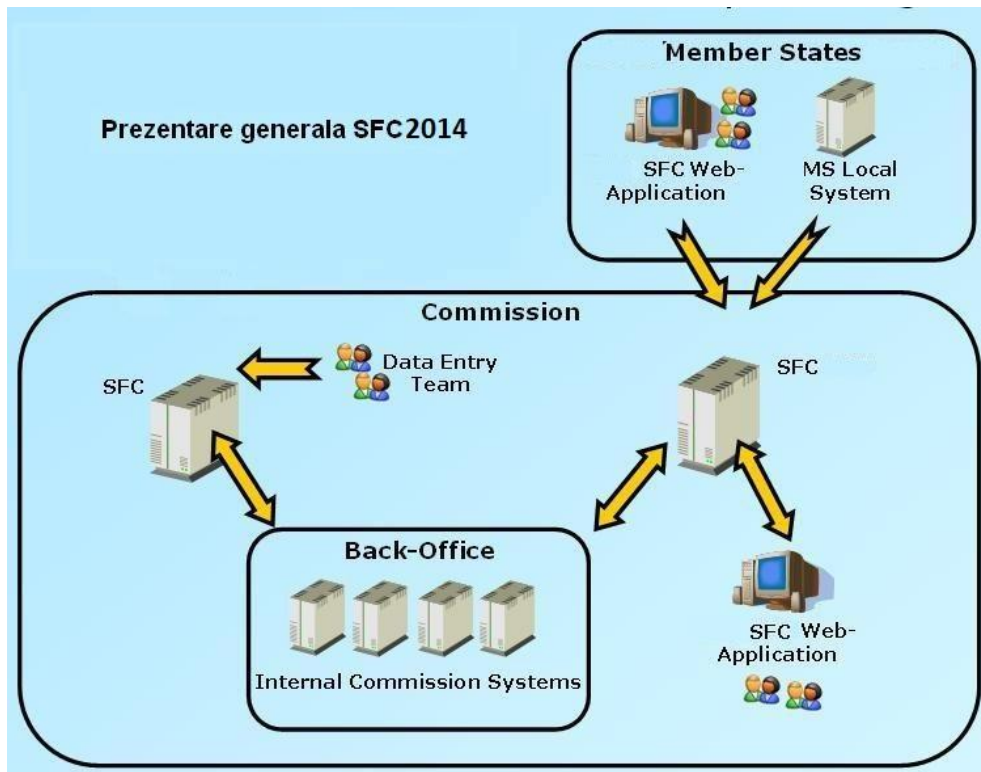 Member States
Prezentare generala SFC2014
SFC Web-
Application
MS Local
System
Commission
SFC
Data Entry
Team
SFC
Back-Office
Internal Commission Systems
SFC Web-
Application